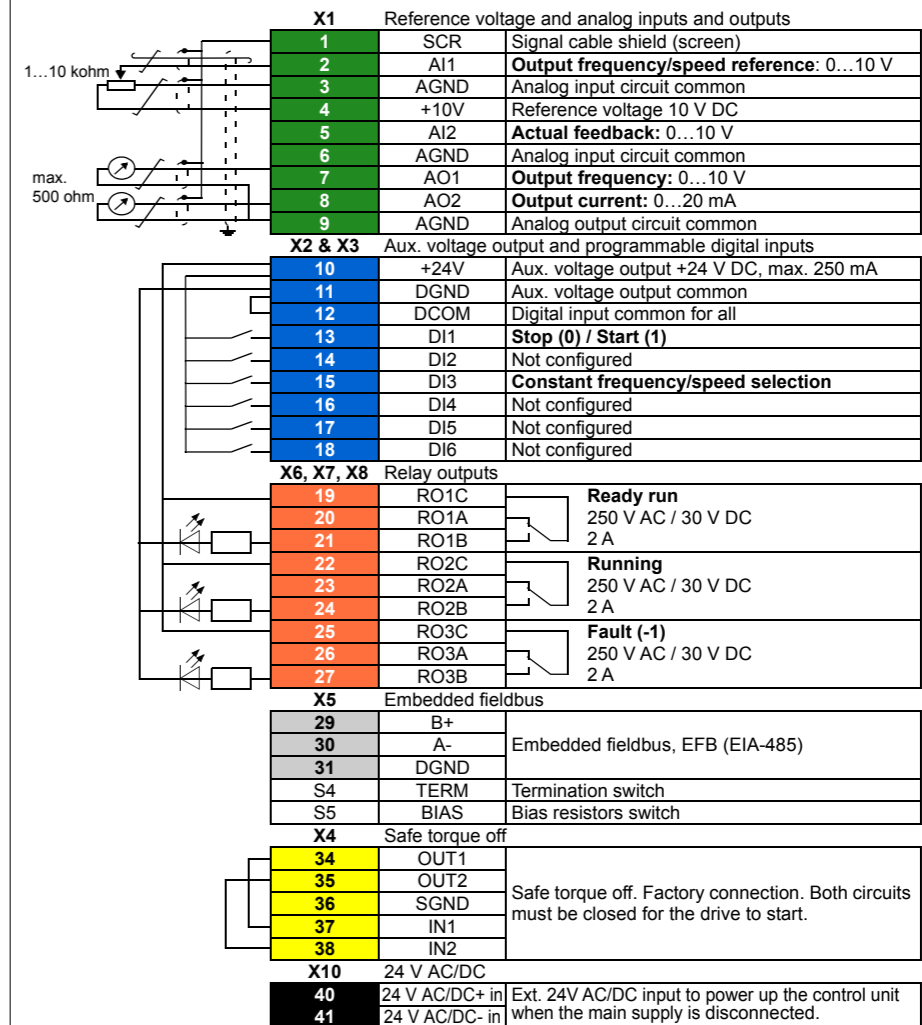 X1 Reference voltage and analog inputs and outputs
1 SCR Signal cable shield (screen)
2 AI1 Output frequency/speed reference: 0…10 V
1…10 kohm
3 AGND Analog input circuit common
4 +10V Reference voltage 10 V DC
5 AI2 Actual feedback: 0…10 V
6 AGND Analog input circuit common
max.
500 ohm
7 AO1 Output frequency: 0…10 V
8 AO2 Output current: 0…20 mA
9 AGND Analog output circuit common
X2 & X3 Aux. voltage output and programmable digital inputs
10 +24V Aux. voltage output +24 V DC, max. 250 mA
11 DGND Aux. voltage output common
12 DCOM Digital input common for all
13 DI1 Stop (0) / Start (1)
14 DI2 Not configured
15 DI3 Constant frequency/speed selection
16 DI4 Not configured
17 DI5 Not configured
18 DI6 Not configured
X6, X7, X8 Relay outputs
19 RO1C Ready run
20 RO1A 250 V AC / 30 V DC
21 RO1B 2 A
22 RO2C Running
23 RO2A 250 V AC / 30 V DC
24 RO2B 2 A
25 RO3C Fault (-1)
26 RO3A 250 V AC / 30 V DC
27 RO3B 2 A
X5 Embedded fieldbus
29 B+
30 A- Embedded fieldbus, EFB (EIA-485)
31 DGND
S4 TERM Termination switch
S5 BIAS Bias resistors switch
X4 Safe torque off
34 OUT1
35 OUT2
36 SGND
37 IN1
38 IN2
Safe torque off. Factory connection. Both circuits
must be closed for the drive to start.
X10 24 V AC/DC
40 24 V AC/DC+ in Ext. 24V AC/DC input to power up the control unit
41 24 V AC/DC- in when the main supply is disconnected.